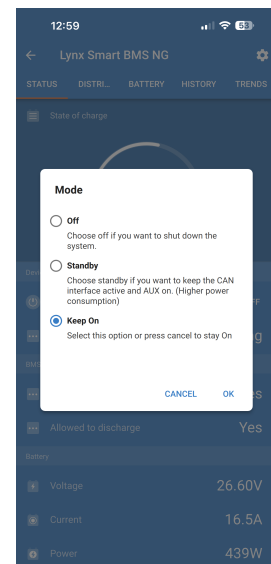 12:59
53
Lynx Smart BMS NG
STATUS DISTRI... BATTERY HISTORY TRENDS
State of charge
Mode
Off
Choose off if you want to shut down the
system.
Standby
Choose standby if you want to keep the CAN
interface active and AUX on. (Higher power
consumption)
Keep On
Select this option or press cancel to stay On
CANCEL OK
Allowed to discharge Yes
Battery
Voltage 26.60V
Current 16.5A
Power 439W